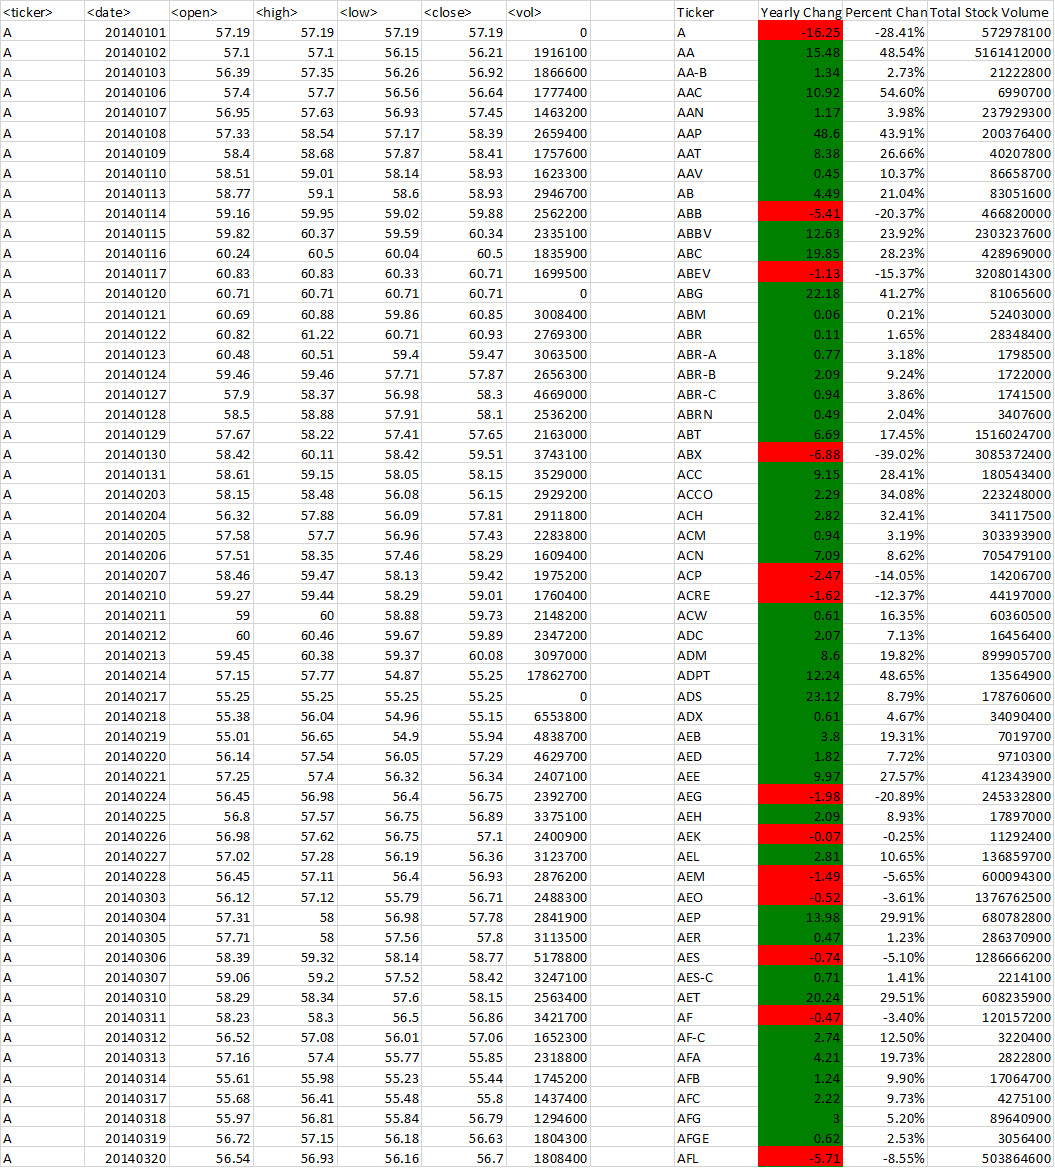 <ticker> <date> <open> <high> <low> <close> <vol> Ticker Yearly Chang Percent Chan Total Stock Volume
A 20140101 57.19 57.19 57.19 57.19 0 A -16.25 -28.41% 572978100
A 20140102 57.1 57.1 56.15 56.21 1916100 AA 15.48 48.54% 5161412000
A 20140103 56.39 57.35 56.26 56.92 1866600 AA-B 1.34 2.73% 21222800
A 20140106 57.4 57.7 56.56 56.64 1777400 AAC 10.92 54.60% 6990700
A 20140107 56.95 57.63 56.93 57.45 1463200 AAN 1.17 3.98% 237929300
A 20140108 57.33 58.54 57.17 58.39 2659400 AAP 48.6 43.91% 200376400
A 20140109 58.4 58.68 57.87 58.41 1757600 AAT 8.38 26.66% 40207800
A 20140110 58.51 59.01 58.14 58.93 1623300 AAV 0.45 10.37% 86658700
A 20140113 58.77 59.1 58.6 58.93 2946700 AB 4.49 21.04% 83051600
A 20140114 59.16 59.95 59.02 59.88 2562200 ABB -5.41 -20.37% 466820000
A 20140115 59.82 60.37 59.59 60.34 2335100 ABBV 12.63 23.92% 2303237600
A 20140116 60.24 60.5 60.04 60.5 1835900 ABC 19.85 28.23% 428969000
A 20140117 60.83 60.83 60.33 60.71 1699500 ABEV -1.13 -15.37% 3208014300
A 20140120 60.71 60.71 60.71 60.71 0 ABG 22.18 41.27% 81065600
A 20140121 60.69 60.88 59.86 60.85 3008400 ABM 0.06 0.21% 52403000
A 20140122 60.82 61.22 60.71 60.93 2769300 ABR 0.11 1.65% 28348400
A 20140123 60.48 60.51 59.4 59.47 3063500 ABR-A 0.77 3.18% 1798500
A 20140124 59.46 59.46 57.71 57.87 2656300 ABR-B 2.09 9.24% 1722000
A 20140127 57.9 58.37 56.98 58.3 4669000 ABR-C 0.94 3.86% 1741500
A 20140128 58.5 58.88 57.91 58.1 2536200 ABRN 0.49 2.04% 3407600
A 20140129 57.67 58.22 57.41 57.65 2163000 ABT 6.69 17.45% 1516024700
A 20140130 58.42 60.11 58.42 59.51 3743100 ABX -6.88 -39.02% 3085372400
A 20140131 58.61 59.15 58.05 58.15 3529000 ACC 9.15 28.41% 180543400
A 20140203 58.15 58.48 56.08 56.15 2929200 ACCO 2.29 34.08% 223248000
A 20140204 56.32 57.88 56.09 57.81 2911800 ACH 2.82 32.41% 34117500
A 20140205 57.58 57.7 56.96 57.43 2283800 ACM 0.94 3.19% 303393900
A 20140206 57.51 58.35 57.46 58.29 1609400 ACN 7.09 8.62% 705479100
A 20140207 58.46 59.47 58.13 59.42 1975200 ACP -2.47 -14.05% 14206700
A 20140210 59.27 59.44 58.29 59.01 1760400 ACRE -1.62 -12.37% 44197000
A 20140211 59 60 58.88 59.73 2148200 ACW 0.61 16.35% 60360500
A 20140212 60 60.46 59.67 59.89 2347200 ADC 2.07 7.13% 16456400
A 20140213 59.45 60.38 59.37 60.08 3097000 ADM 8.6 19.82% 899905700
A 20140214 57.15 57.77 54.87 55.25 17862700 ADPT 12.24 48.65% 13564900
A 20140217 55.25 55.25 55.25 55.25 0 ADS 23.12 8.79% 178760600
A 20140218 55.38 56.04 54.96 55.15 6553800 ADX 0.61 4.67% 34090400
A 20140219 55.01 56.65 54.9 55.94 4838700 AEB 3.8 19.31% 7019700
A 20140220 56.14 57.54 56.05 57.29 4629700 AED 1.82 7.72% 9710300
A 20140221 57.25 57.4 56.32 56.34 2407100 AEE 9.97 27.57% 412343900
A 20140224 56.45 56.98 56.4 56.75 2392700 AEG -1.98 -20.89% 245332800
A 20140225 56.8 57.57 56.75 56.89 3375100 AEH 2.09 8.93% 17897000
A 20140226 56.98 57.62 56.75 57.1 2400900 AEK -0.07 -0.25% 11292400
A 20140227 57.02 57.28 56.19 56.36 3123700 AEL 2.81 10.65% 136859700
A 20140228 56.45 57.11 56.4 56.93 2876200 AEM -1.49 -5.65% 600094300
A 20140303 56.12 57.12 55.79 56.71 2488300 AEO -0.52 -3.61% 1376762500
A 20140304 57.31 58 56.98 57.78 2841900 AEP 13.98 29.91% 680782800
A 20140305 57.71 58 57.56 57.8 3113500 AER 0.47 1.23% 286370900
A 20140306 58.39 59.32 58.14 58.77 5178800 AES -0.74 -5.10% 1286666200
A 20140307 59.06 59.2 57.52 58.42 3247100 AES-C 0.71 1.41% 2214100
A 20140310 58.29 58.34 57.6 58.15 2563400 AET 20.24 29.51% 608235900
A 20140311 58.23 58.3 56.5 56.86 3421700 AF -0.47 -3.40% 120157200
A 20140312 56.52 57.08 56.01 57.06 1652300 AF-C 2.74 12.50% 3220400
A 20140313 57.16 57.4 55.77 55.85 2318800 AFA 4.21 19.73% 2822800
A 20140314 55.61 55.98 55.23 55.44 1745200 AFB 1.24 9.90% 17064700
A 20140317 55.68 56.41 55.48 55.8 1437400 AFC 2.22 9.73% 4275100
A 20140318 55.97 56.81 55.84 56.79 1294600 AFG 3 5.20% 89640900
A 20140319 56.72 57.15 56.18 56.63 1804300 AFGE 0.62 2.53% 3056400
A 20140320 56.54 56.93 56.16 56.7 1808400 AFL -5.71 -8.55% 503864600